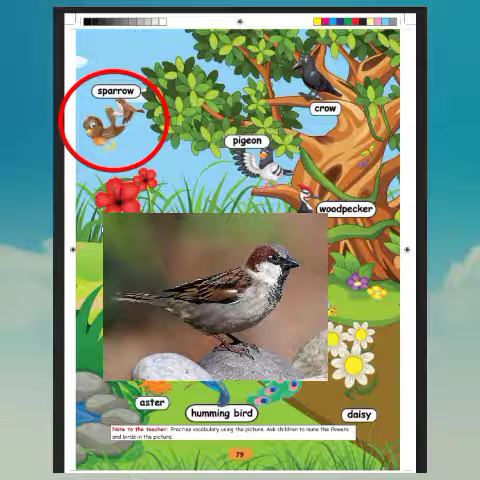 sparrow
crow
pigeon
woodpecker
aster
humming bird
daisy
Note to the teacher: Practise vocabulary using the picture. Ask children to name the flowers
and birds in the picture.
79